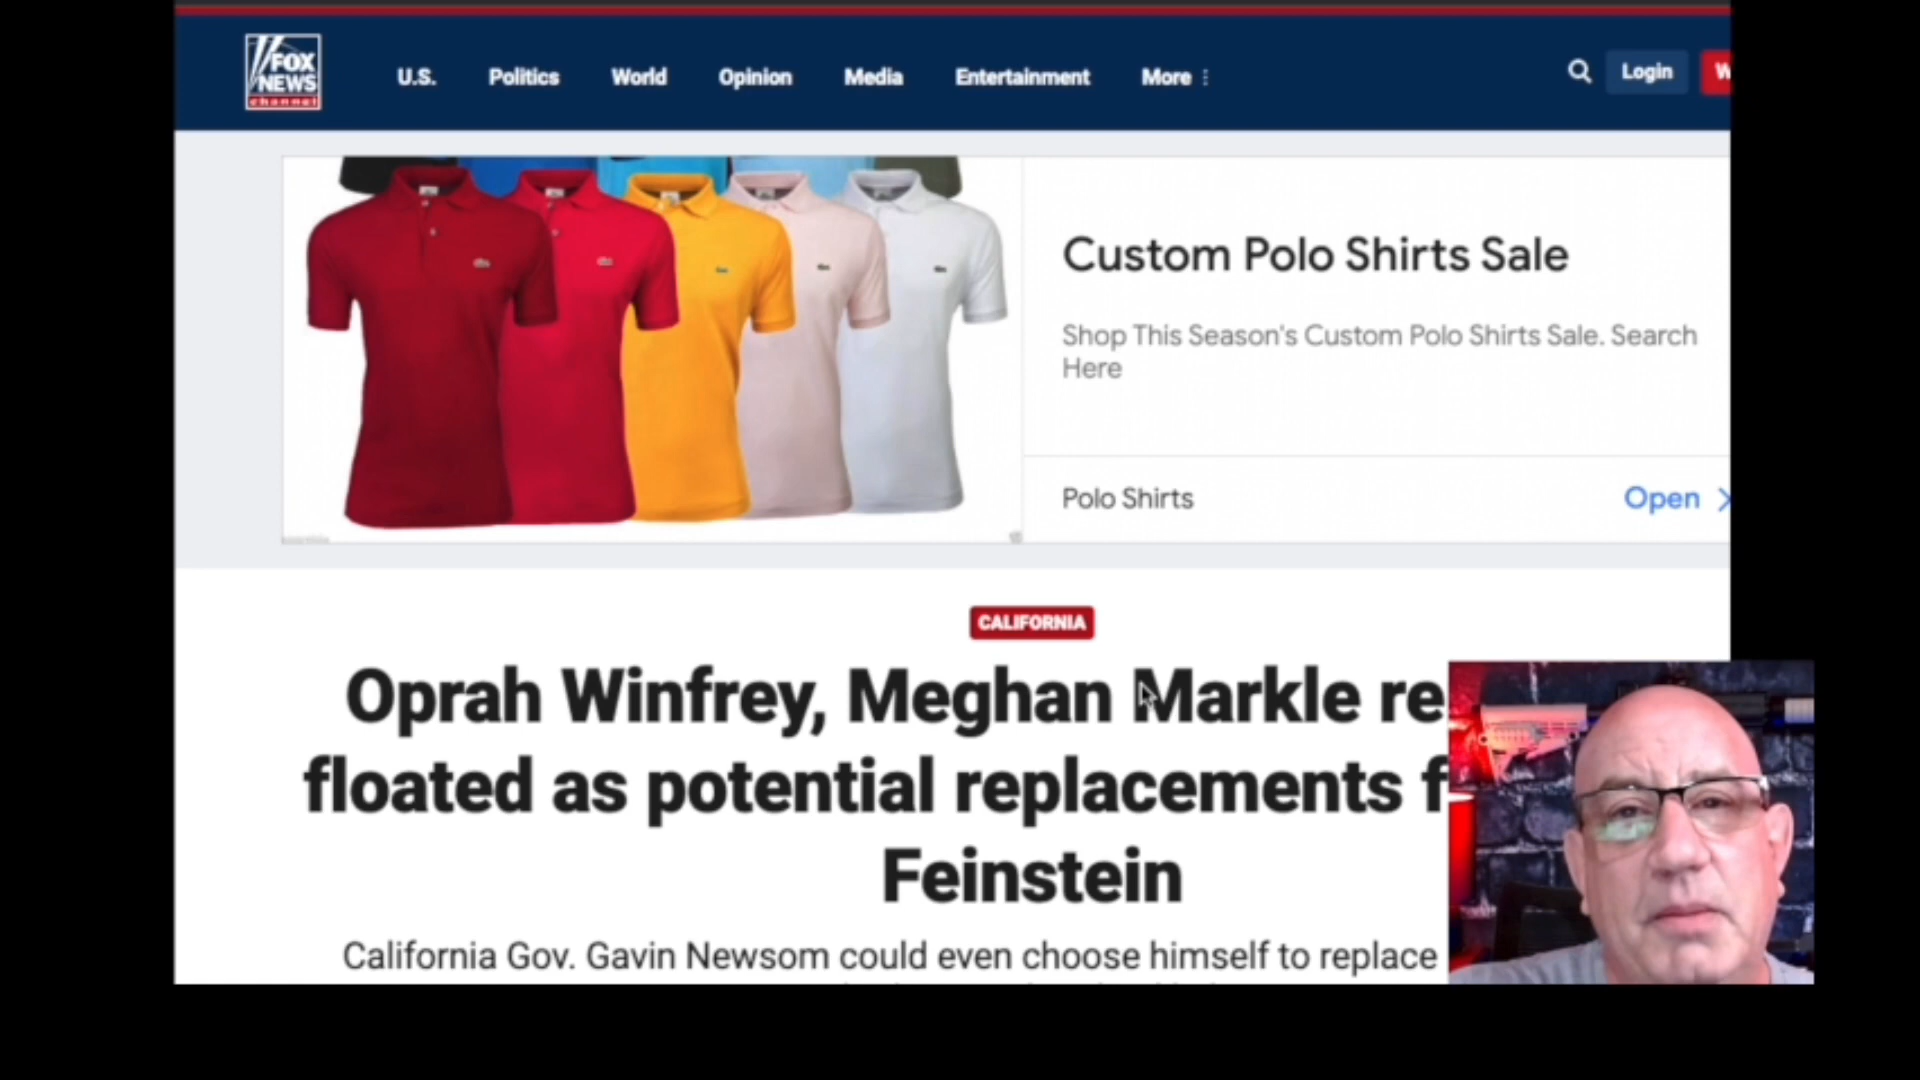 FOX
NEWS
channel
U.S. Politics World Opinion Media Entertainment More
Login
Custom Polo Shirts Sale
Shop This Season's Custom Polo Shirts Sale. Search
Here
Polo Shirts
Open
CALIFORNIA
Oprah Winfrey, Meghan Markle re
floated as potential replacements f
Feinstein
California Gov. Gavin Newsom could even choose himself to replace